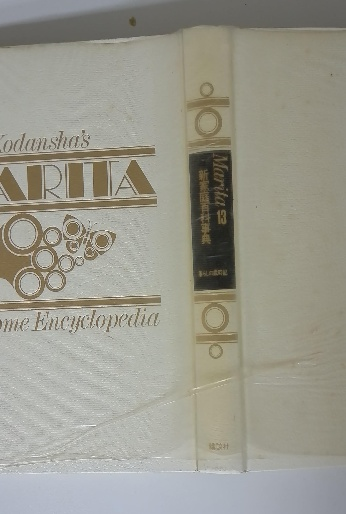 Kodansha's
ARITA
ome Encyclopedia
Marita 13
新家庭百科事典